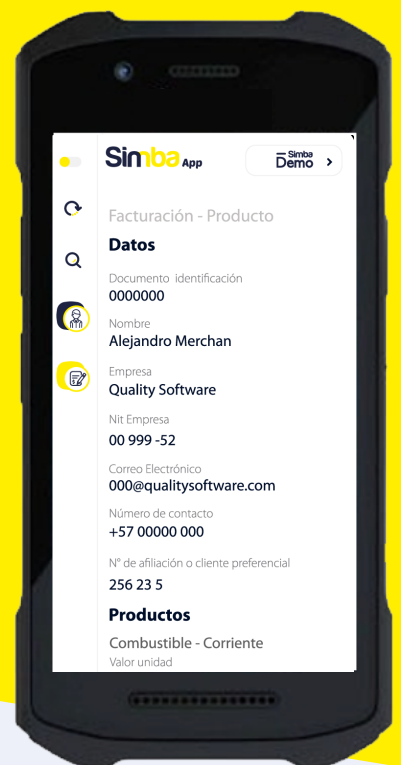 Simba App
Simba
Demo >
Facturación - Producto
Datos
Documento identificación
0000000
Nombre
Alejandro Merchan
Empresa
Quality Software
Nit Empresa
00 999 -52
Correo Electrónico
000@qualitysoftware.com
Número de contacto
+57 00000 000
N° de afiliación o cliente preferencial
256 23 5
Productos
Combustible - Corriente
Valor unidad